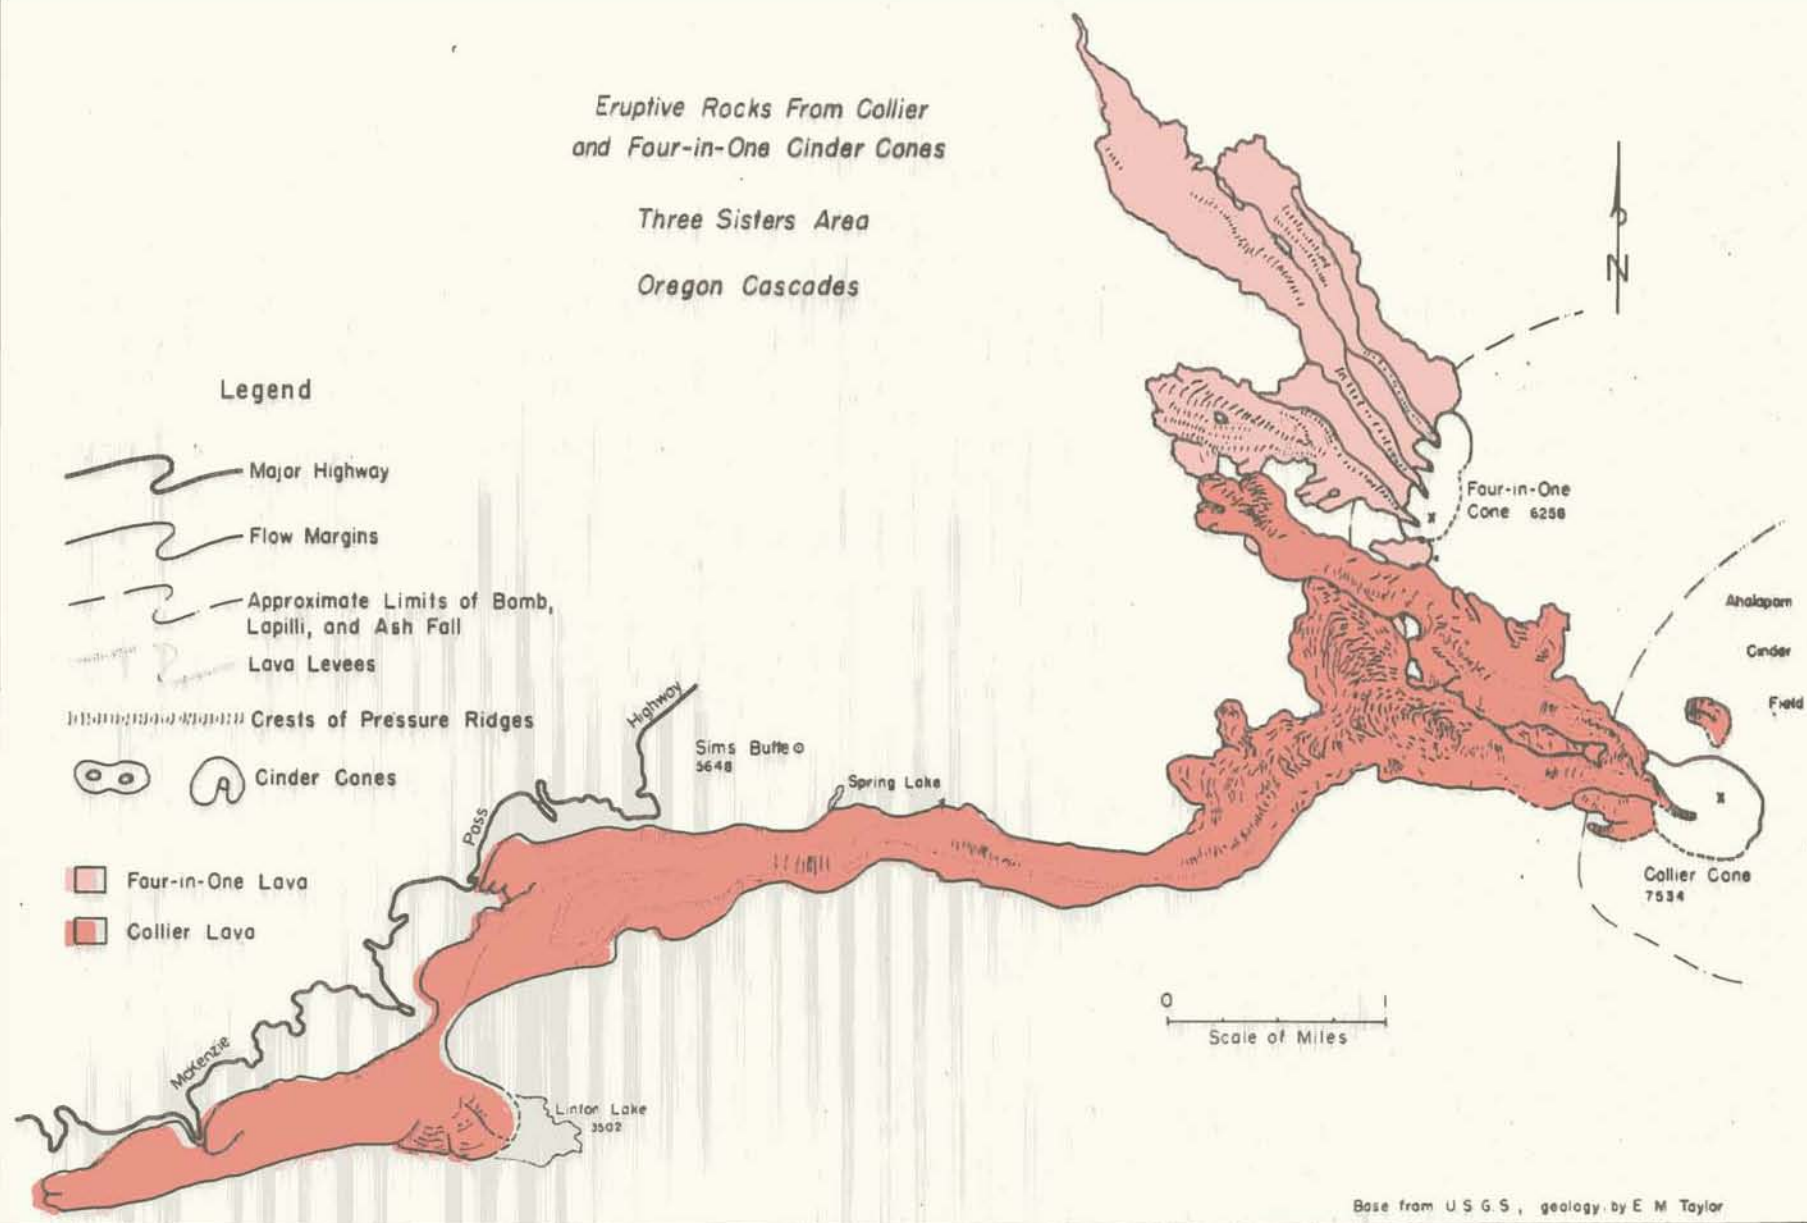 Eruptive Rocks From Collier
and Four-in-One Cinder Cones
Three Sisters Area
Oregon Cascades
N
Legend
Major Highway
Flow Margins
Approximate Limits of Bomb,
Lapilli, and Ash Fall
Lava Levees
Crests of Pressure Ridges
Cinder Cones
Four-in-One Lava
Collier Lava
Four-in-One
Cone 6258
x
Ahalapam
Cinder
Field
Highway
Sims Butte
5648
Spring Lake
Pass
x
Collier Cone
7534
McKenzie
Linton Lake
3502
0 1
Scale of Miles
Base from U S G S , geology by E M Taylor